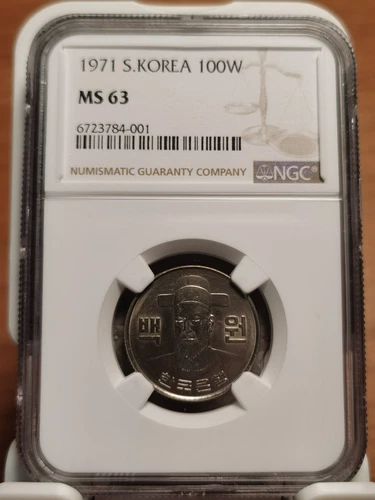 1971 S.KOREA 100W
MS 63
6723784-001
NUMISMATIC GUARANTY COMPANY NGC®
백 원
한국은행